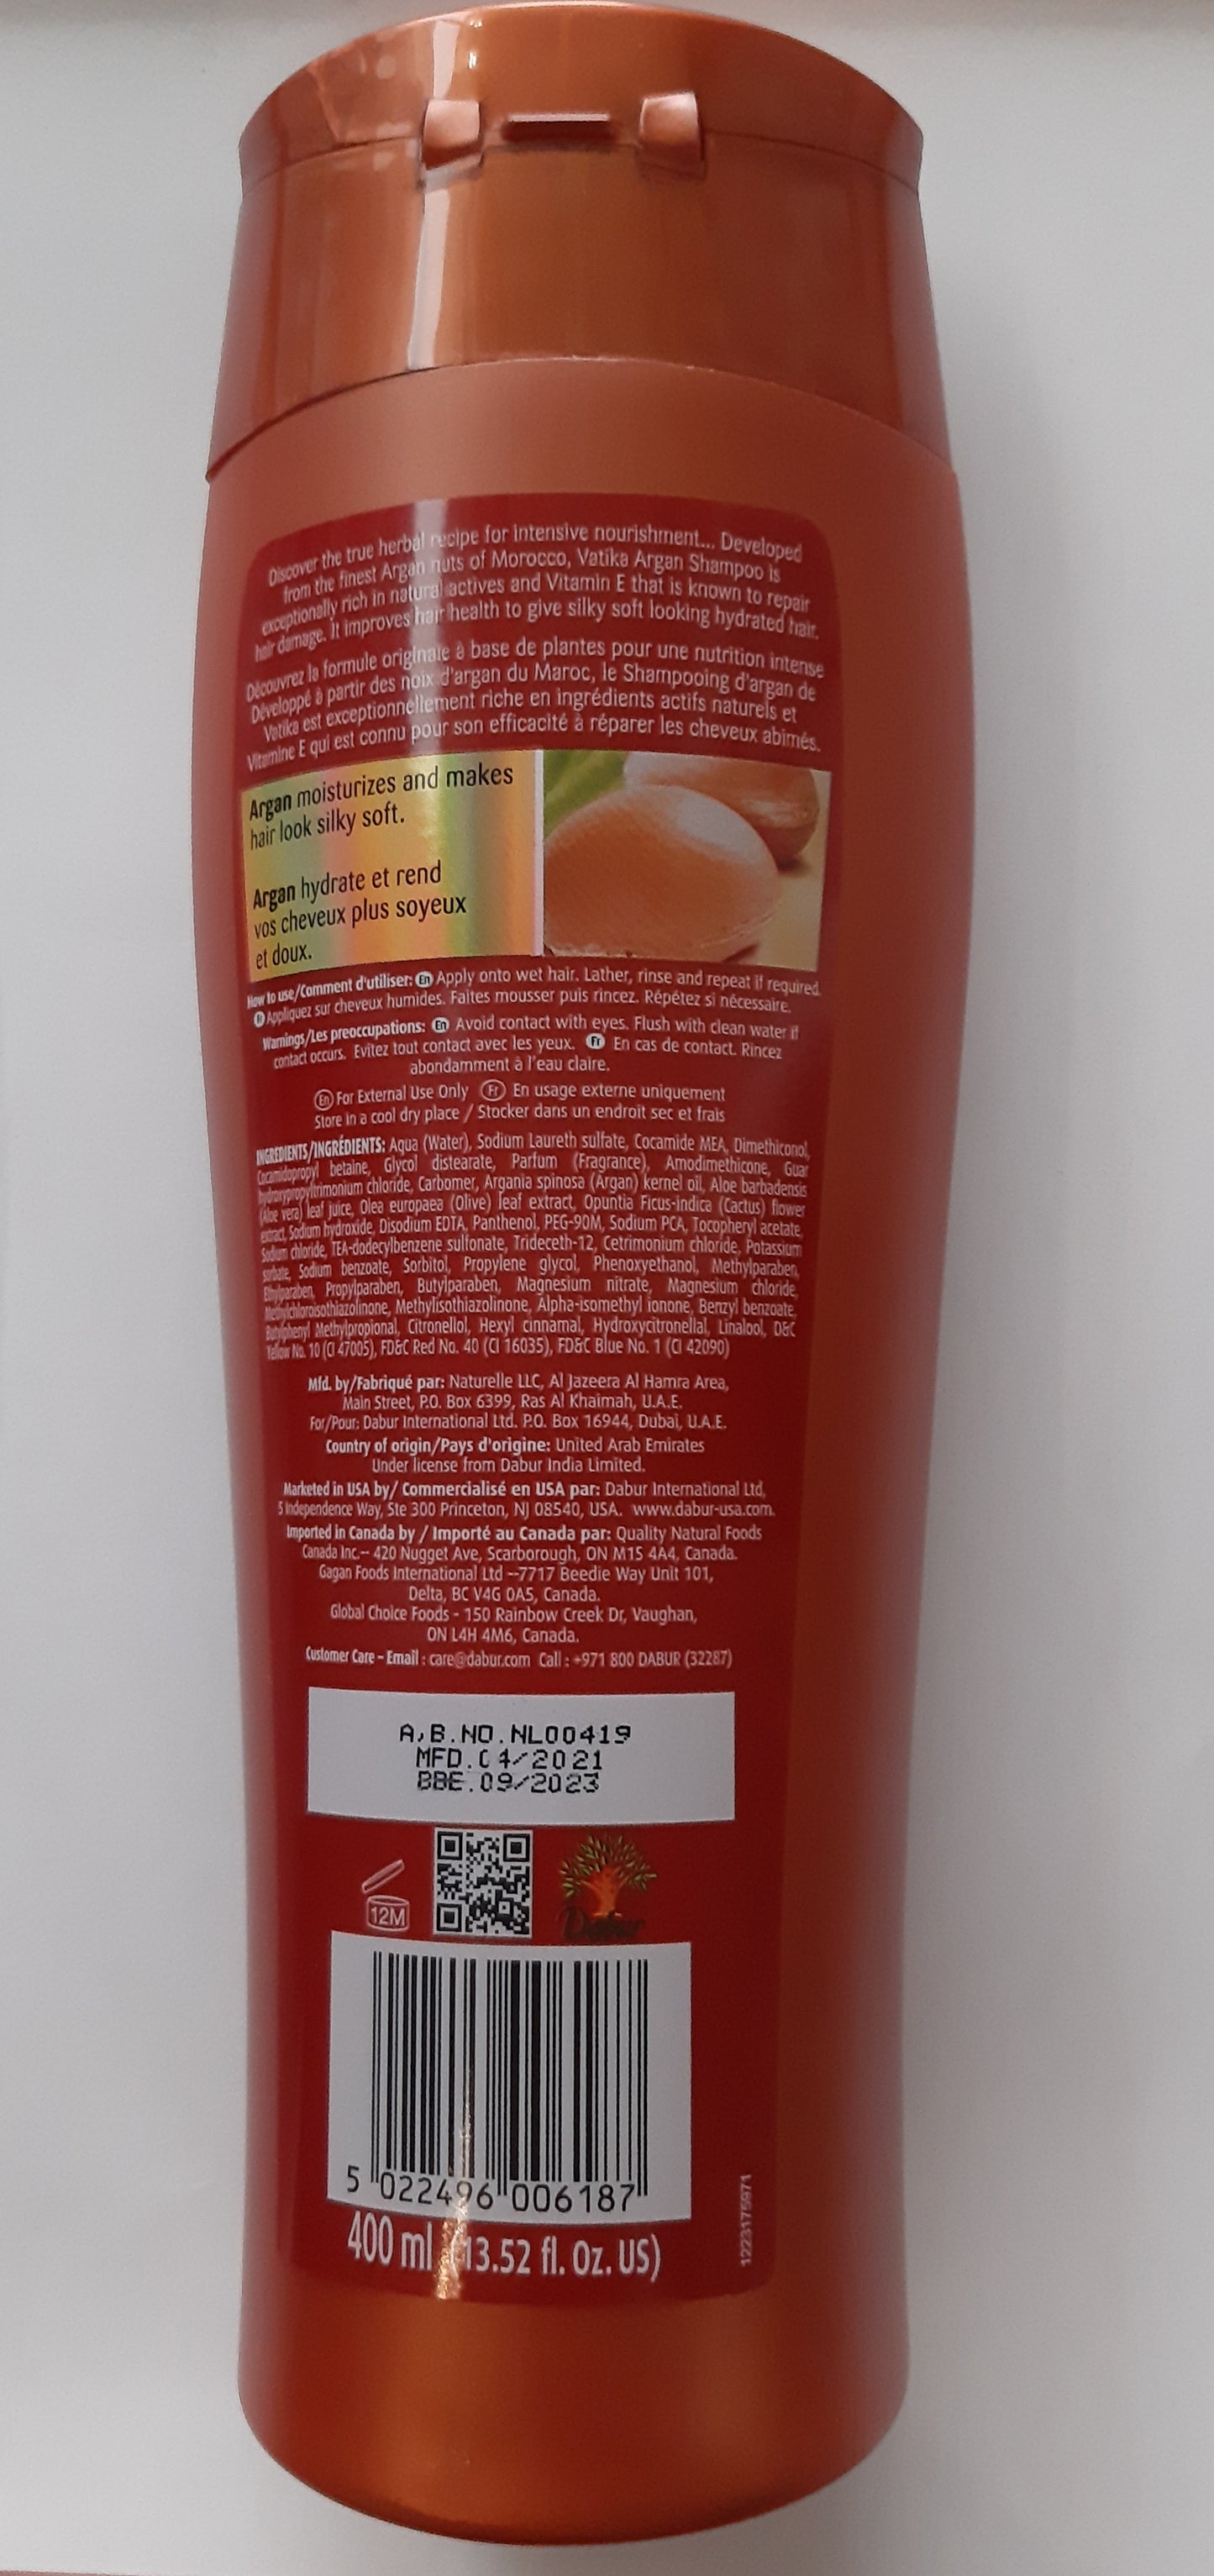 Discover the true herbal recipe for intensive nourishment... Developed
from the finest Argan nuts of Morocco, Vatika Argan Shampoo is
exceptionally rich in natural actives and Vitamin E that is known to repair
hair damage. It improves hair health to give silky soft looking hydrated hair.
Découvrez la formule originale à base de plantes pour une nutrition intense
Développé à partir des noix d'argan du Maroc, le Shampooing d'argan de
Vatika est exceptionnellement riche en ingrédients actifs naturels et
Vitamine E qui est connu pour son efficacité à réparer les cheveux abimés.
Argan moisturizes and makes
hair look silky soft.
Argan hydrate et rend
vos cheveux plus soyeux
et doux.
How to use/Comment d'utiliser: En Apply onto wet hair. Lather, rinse and repeat if required.
Fr Appliquez sur cheveux humides. Faites mousser puis rincez. Répétez si nécessaire.
Warnings/Les preoccupations: En Avoid contact with eyes. Flush with clean water if
contact occurs. Evitez tout contact avec les yeux. Fr En cas de contact. Rincez
abondamment à l'eau claire.
En For External Use Only Fr En usage externe uniquement
Store in a cool dry place / Stocker dans un endroit sec et frais
INGREDIENTS/INGRÉDIENTS: Aqua (Water), Sodium Laureth sulfate, Cocamide MEA, Dimethiconol,
Cocamidopropyl betaine, Glycol distearate, Parfum (Fragrance), Amodimethicone, Guar
hydroxypropyltrimonium chloride, Carbomer, Argania spinosa (Argan) kernel oil, Aloe barbadensis
(Aloe vera) leaf juice, Olea europaea (Olive) leaf extract, Opuntia Ficus-indica (Cactus) flower
extract, Sodium hydroxide, Disodium EDTA, Panthenol, PEG-90M, Sodium PCA, Tocopheryl acetate,
Sodium chloride, TEA-dodecylbenzene sulfonate, Trideceth-12, Cetrimonium chloride, Potassium
sorbate, Sodium benzoate, Sorbitol, Propylene glycol, Phenoxyethanol, Methylparaben,
Ethylparaben, Propylparaben, Butylparaben, Magnesium nitrate, Magnesium chloride,
Methylchloroisothiazolinone, Methylisothiazolinone, Alpha-isomethyl ionone, Benzyl benzoate,
Butylphenyl Methylpropional, Citronellol, Hexyl cinnamal, Hydroxycitronellal, Linalool, D&C
Yellow No. 10 (CI 47005), FD&C Red No. 40 (CI 16035), FD&C Blue No. 1 (CI 42090)
Mfd. by/Fabriqué par: Naturelle LLC, Al Jazeera Al Hamra Area,
Main Street, P.O. Box 6399, Ras Al Khaimah, U.A.E.
For/Pour: Dabur International Ltd. P.O. Box 16944, Dubai, U.A.E.
Country of origin/Pays d'origine: United Arab Emirates
Under license from Dabur India Limited.
Marketed in USA by/ Commercialisé en USA par: Dabur International Ltd,
5 Independence Way, Ste 300 Princeton, NJ 08540, USA. www.dabur-usa.com.
Imported in Canada by / Importé au Canada par: Quality Natural Foods
Canada Inc.-- 420 Nugget Ave, Scarborough, ON M1S 4A4, Canada.
Gagan Foods International Ltd --7717 Beedie Way Unit 101,
Delta, BC V4G 0A5, Canada.
Global Choice Foods - 150 Rainbow Creek Dr, Vaughan,
ON L4H 4M6, Canada.
Customer Care - Email : care@dabur.com Call : +971 800 DABUR (32287)
A,B.NO.NL00419
MFD.04/2021
BBE.09/2023
12M
Dabur
5 022496 006187
1223175971
400 ml (13.52 fl. Oz. US)